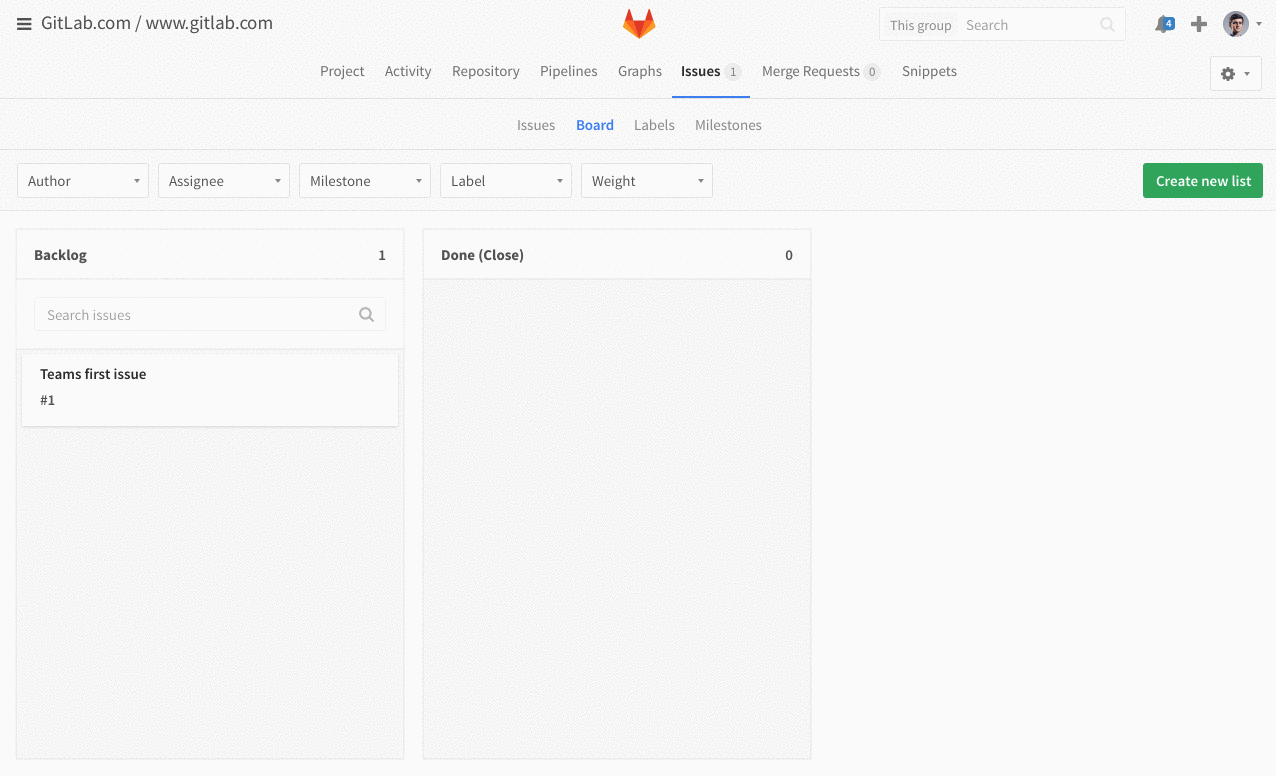 GitLab.com / www.gitlab.com
This group Search
4
Project Activity Repository Pipelines Graphs Issues 1 Merge Requests 0 Snippets
Issues Board Labels Milestones
Author Assignee Milestone Label Weight Create new list
Backlog 1
Search issues
Teams first issue
#1
Done (Close) 0